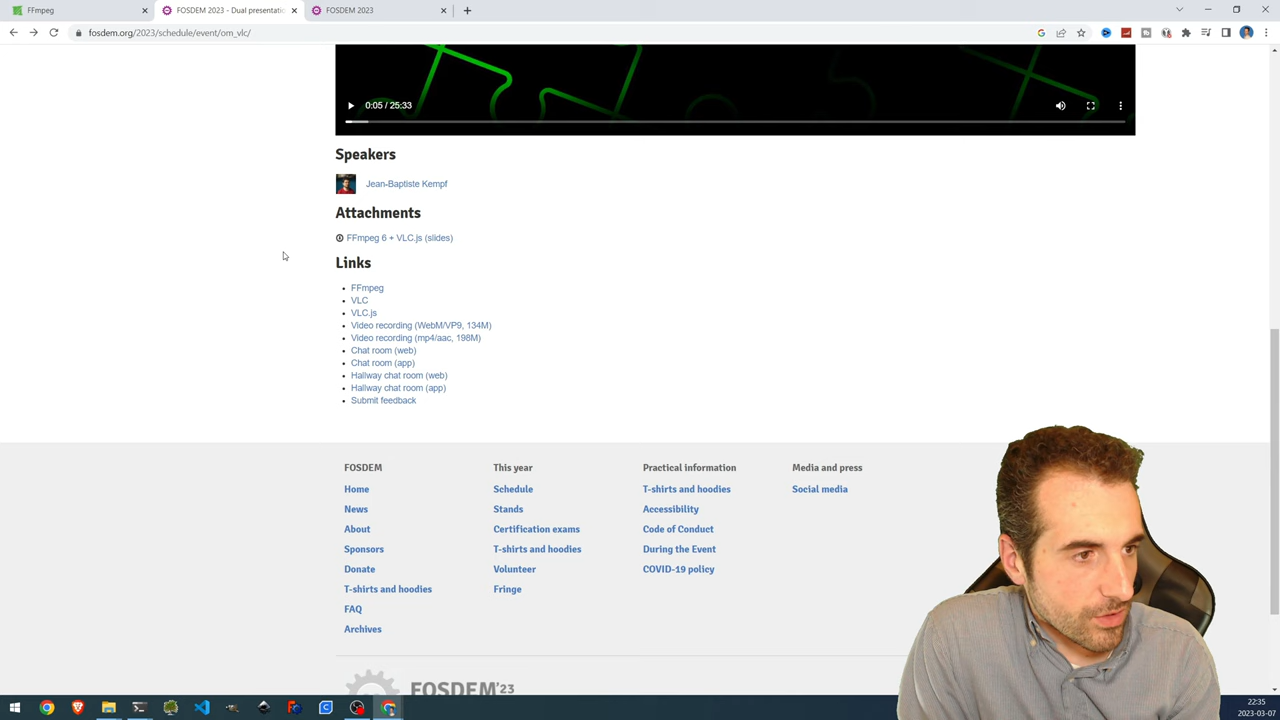 FFmpeg
FOSDEM 2023 - Dual presentatio
FOSDEM 2023
fosdem.org/2023/schedule/event/om_vlc/
0:05 / 25:33
Speakers
Jean-Baptiste Kempf
Attachments
FFmpeg 6 + VLC.js (slides)
Links
FFmpeg
VLC
VLC.js
Video recording (WebM/VP9, 134M)
Video recording (mp4/aac, 198M)
Chat room (web)
Chat room (app)
Hallway chat room (web)
Hallway chat room (app)
Submit feedback
FOSDEM
Home
News
About
Sponsors
Donate
T-shirts and hoodies
FAQ
Archives
This year
Schedule
Stands
Certification exams
T-shirts and hoodies
Volunteer
Fringe
Practical information
T-shirts and hoodies
Accessibility
Code of Conduct
During the Event
COVID-19 policy
Media and press
Social media
FOSDEM'23
22:35
2023-03-07